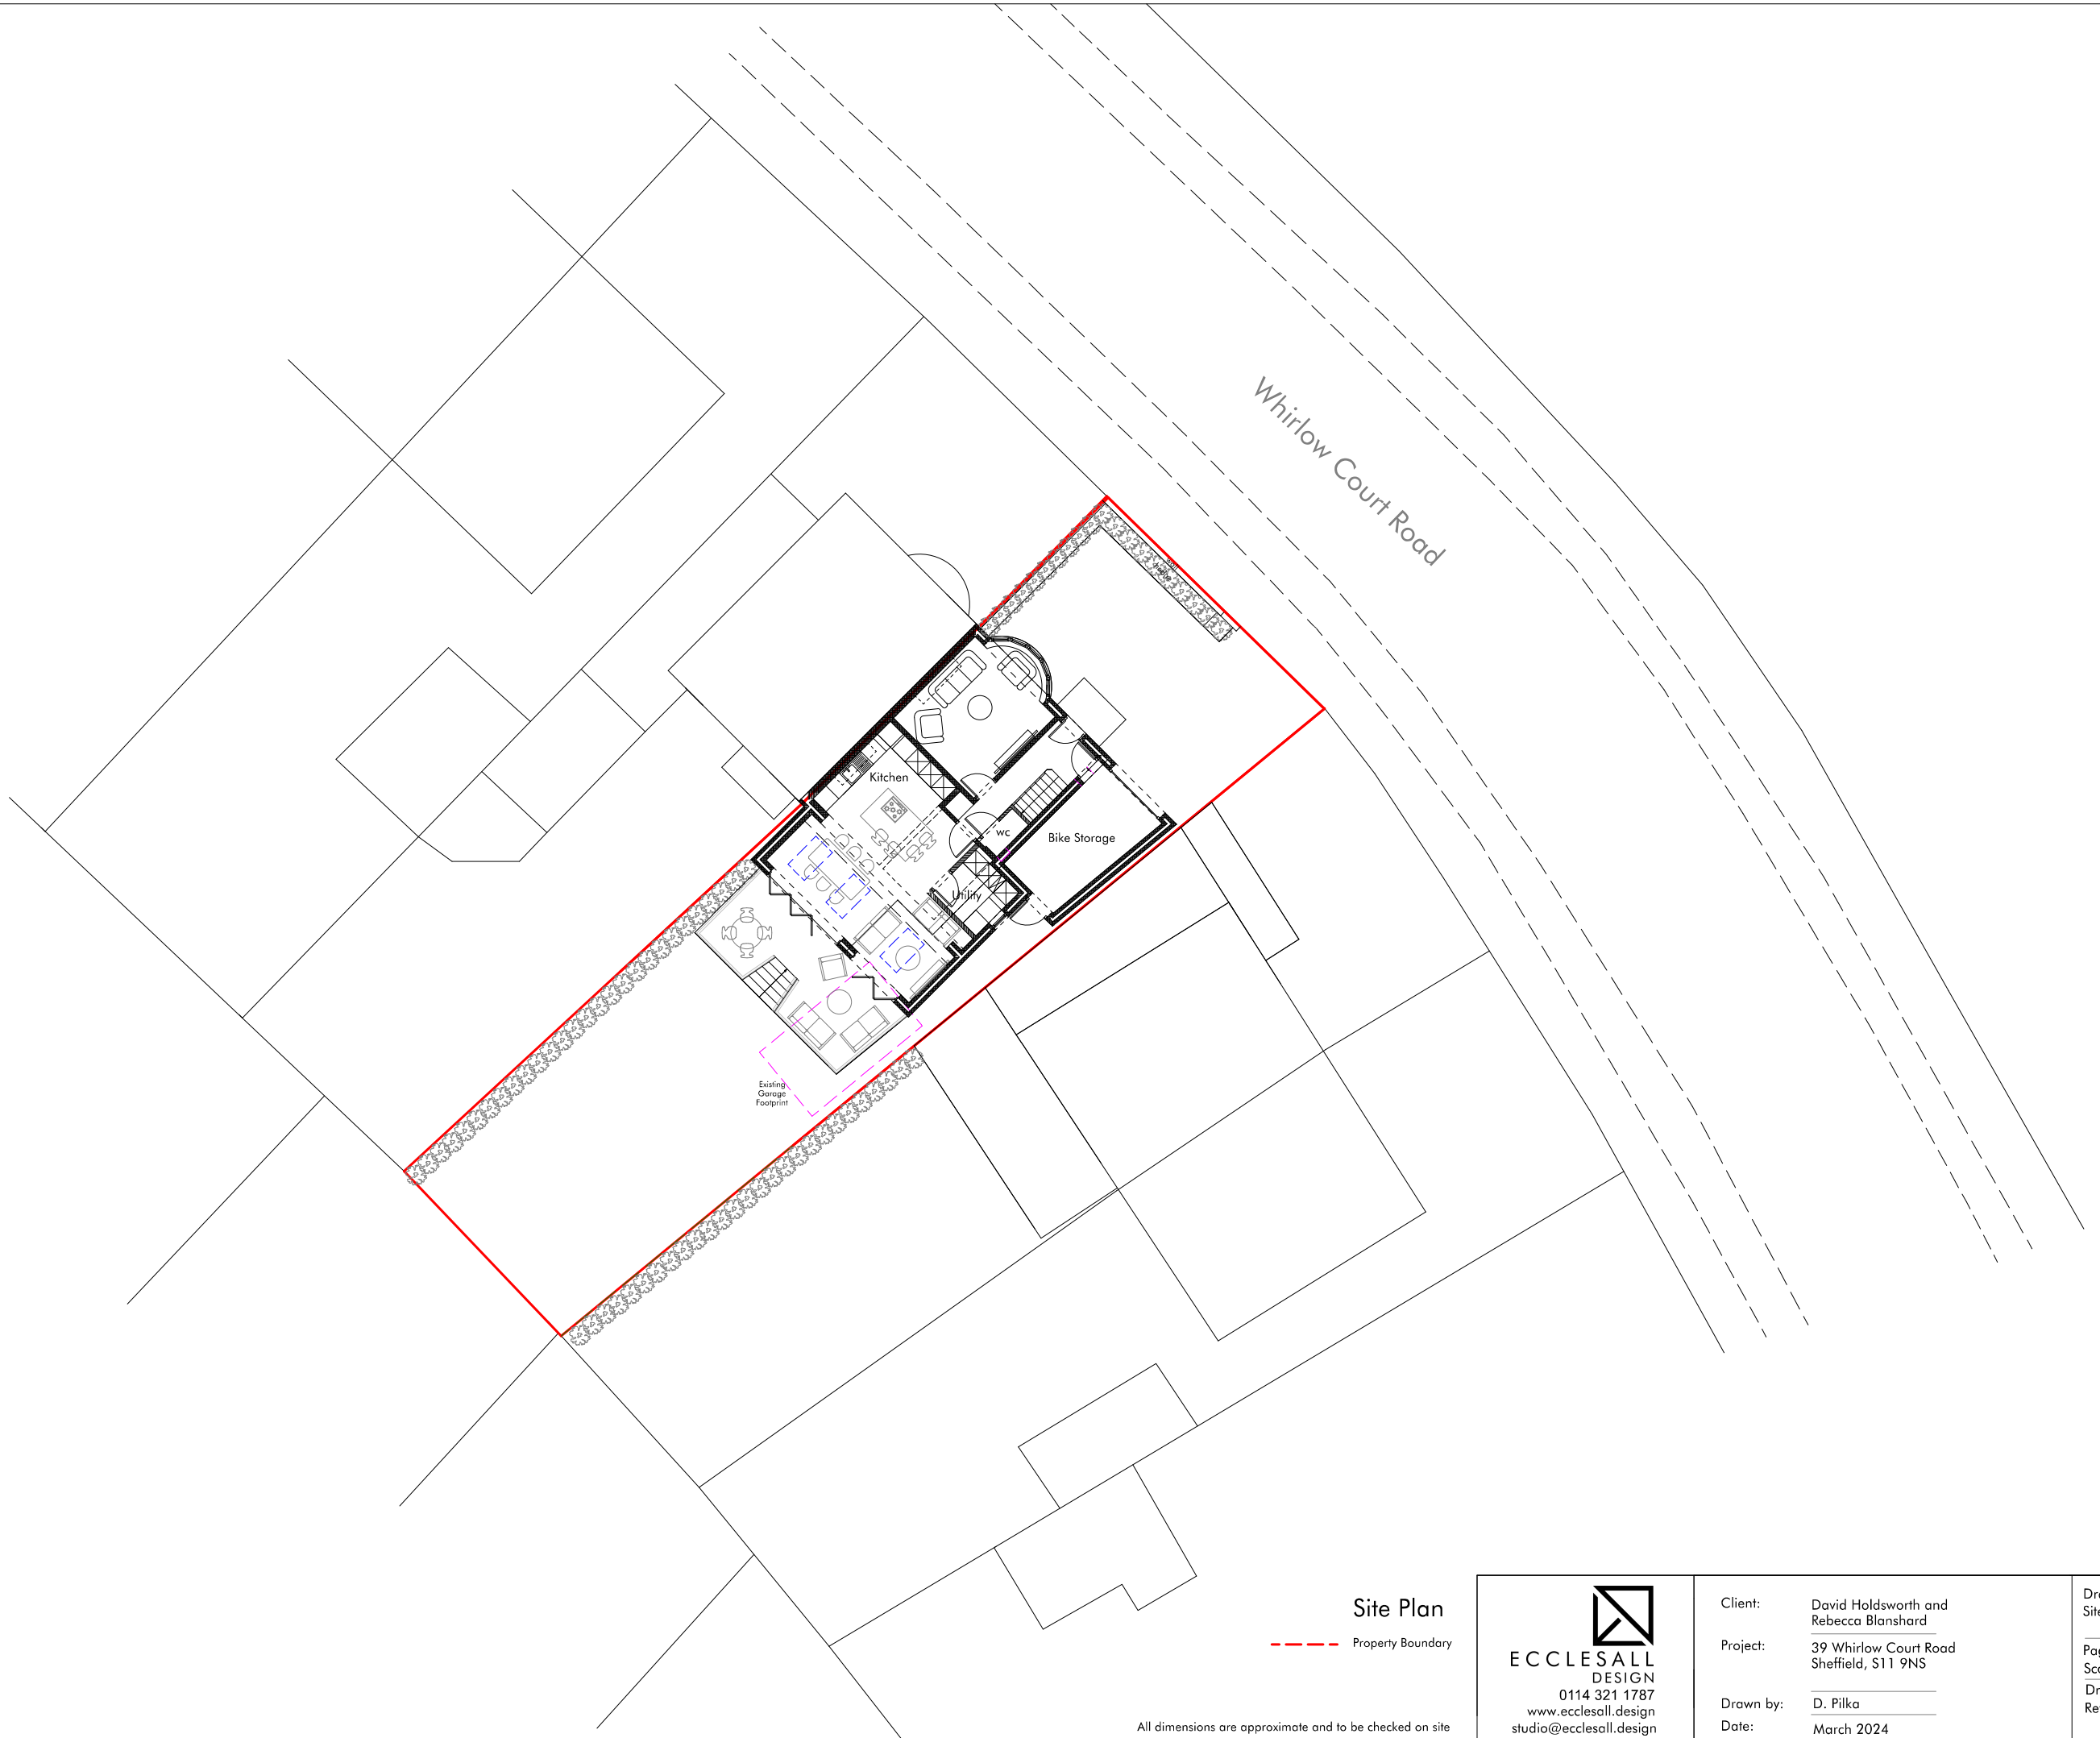 Whirlow Court Road
Kitchen
wc
Bike Storage
Utility
Existing
Garage
Footprint
Site Plan
Property Boundary
All dimensions are approximate and to be checked on site
ECCLESALL
DESIGN
0114 321 1787
www.ecclesall.design
studio@ecclesall.design
Client: David Holdsworth and
Rebecca Blanshard
Project: 39 Whirlow Court Road
Sheffield, S11 9NS
Drawn by: D. Pilka
Date: March 2024